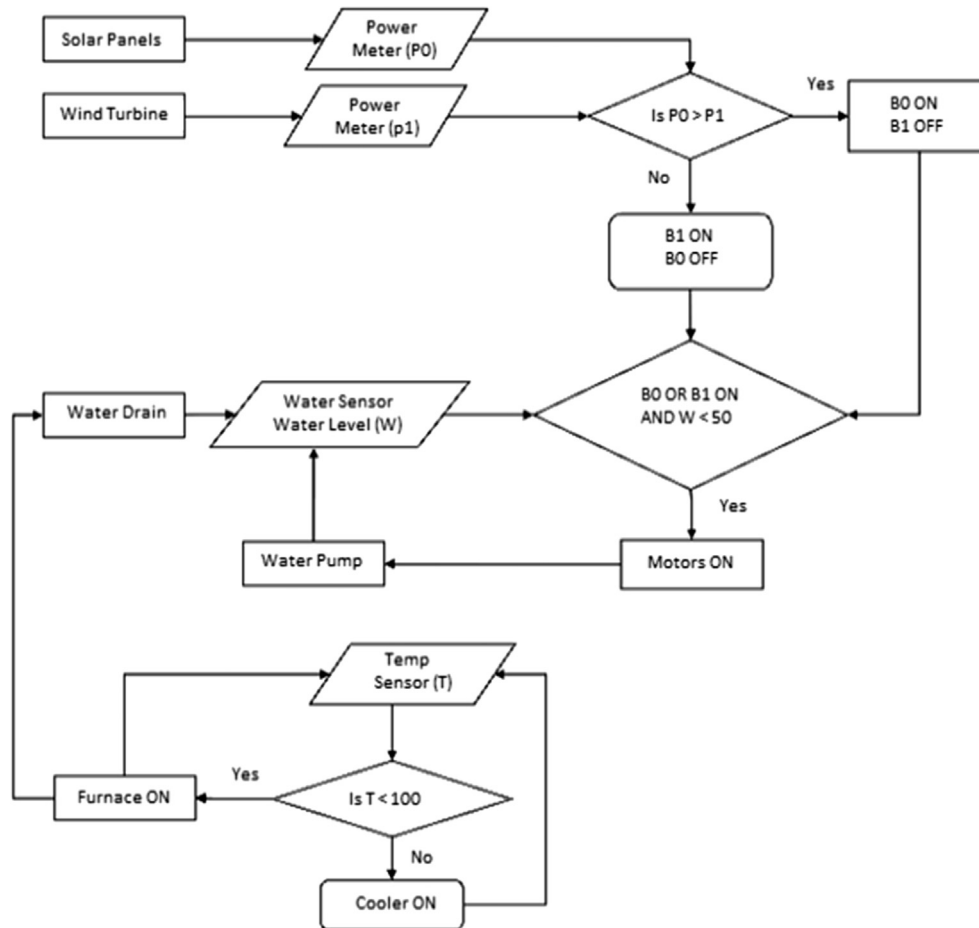 Solar Panels
Power
Meter (P0)
Wind Turbine
Power
Meter (p1)
Is P0 > P1
Yes
B0 ON
B1 OFF
No
B1 ON
B0 OFF
Water Drain
Water Sensor
Water Level (W)
B0 OR B1 ON
AND W < 50
Yes
Water Pump
Motors ON
Temp
Sensor (T)
Yes
Furnace ON
Is T < 100
No
Cooler ON